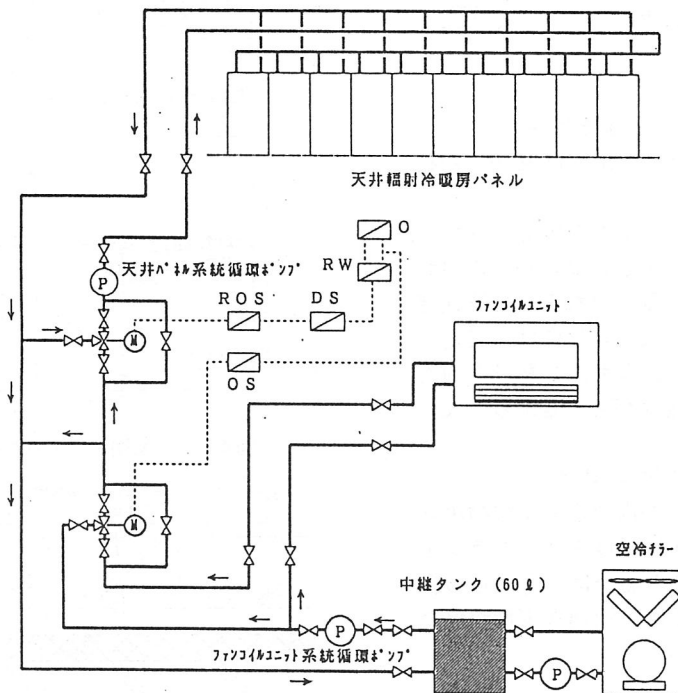 天井輻射冷暖房パネル
O
RW
天井パネル系統循環ポンプ
P
ROS
DS
ファンコイルユニット
M
OS
M
空冷チラー
中継タンク (60ℓ)
P
ファンコイルユニット系統循環ポンプ
P